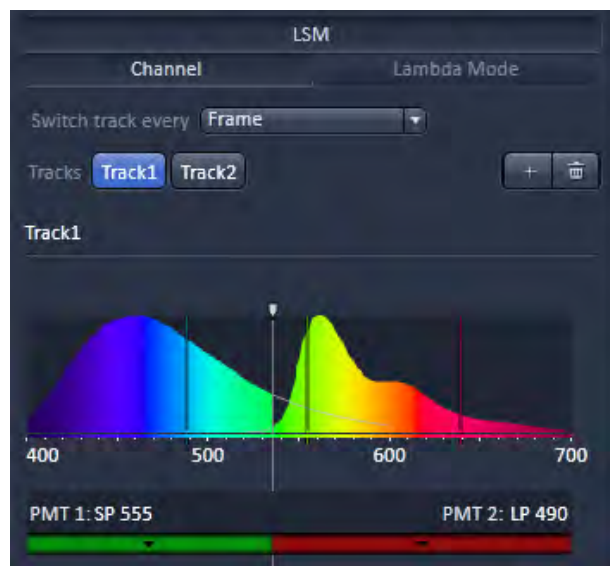 LSM
Channel Lambda Mode
Switch track every Frame
Tracks Track1 Track2 +
Track1
400 500 600 700
PMT 1: SP 555 PMT 2: LP 490